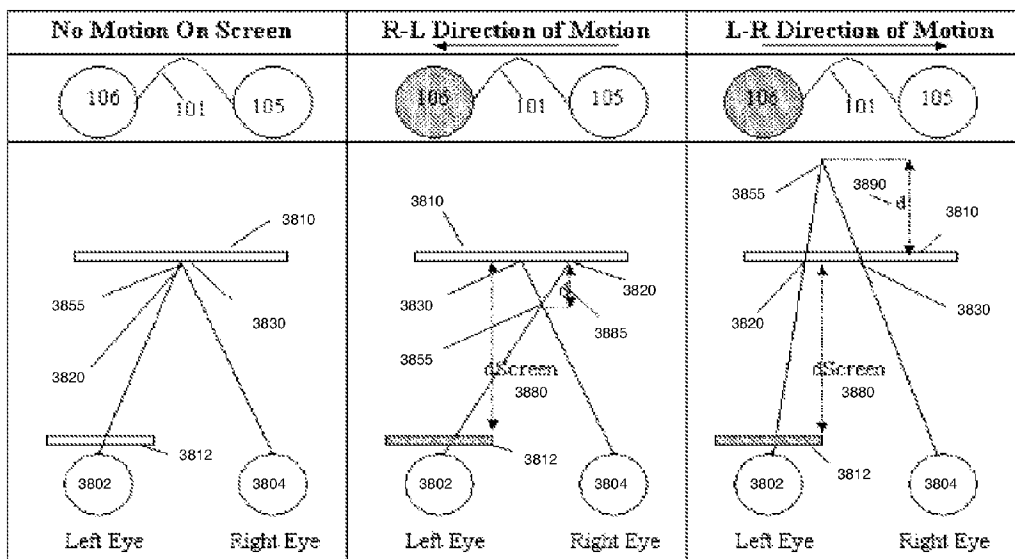 No Motion On Screen
R-L Direction of Motion
L-R Direction of Motion
106
101
105
106
101
105
106
101
105
3810
3855
3830
3820
3812
3802
3804
Left Eye
Right Eye
3810
3830
3820
3885
3855
dScreen
3880
3812
3802
3804
Left Eye
Right Eye
3855
3890
d
3810
3820
3830
dScreen
3880
3812
3802
3804
Left Eye
Right Eye